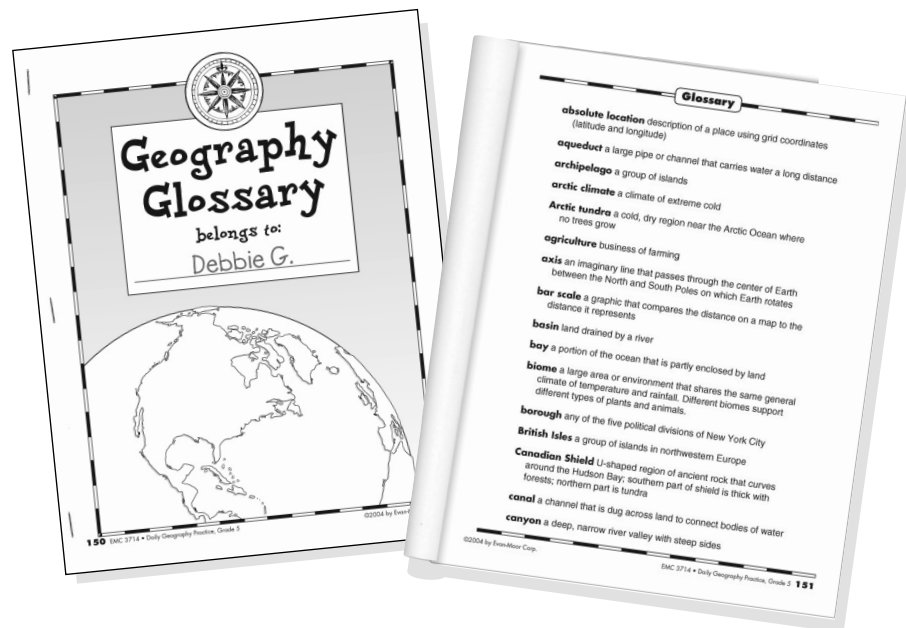 Geography
Glossary
belongs to:
Debbie G.
©2004 by Evan-Moor
150 EMC 3714 • Daily Geography Practice, Grade 5
Glossary
absolute location description of a place using grid coordinates
(latitude and longitude)
aqueduct a large pipe or channel that carries water a long distance
archipelago a group of islands
arctic climate a climate of extreme cold
Arctic tundra a cold, dry region near the Arctic Ocean where
no trees grow
agriculture business of farming
axis an imaginary line that passes through the center of Earth
between the North and South Poles on which Earth rotates
bar scale a graphic that compares the distance on a map to the
distance it represents
basin land drained by a river
bay a portion of the ocean that is partly enclosed by land
biome a large area or environment that shares the same general
climate of temperature and rainfall. Different biomes support
different types of plants and animals.
borough any of the five political divisions of New York City
British Isles a group of islands in northwestern Europe
Canadian Shield U-shaped region of ancient rock that curves
around the Hudson Bay; southern part of shield is thick with
forests; northern part is tundra
canal a channel that is dug across land to connect bodies of water
canyon a deep, narrow river valley with steep sides
©2004 by Evan-Moor Corp.
EMC 3714 • Daily Geography Practice, Grade 5 151